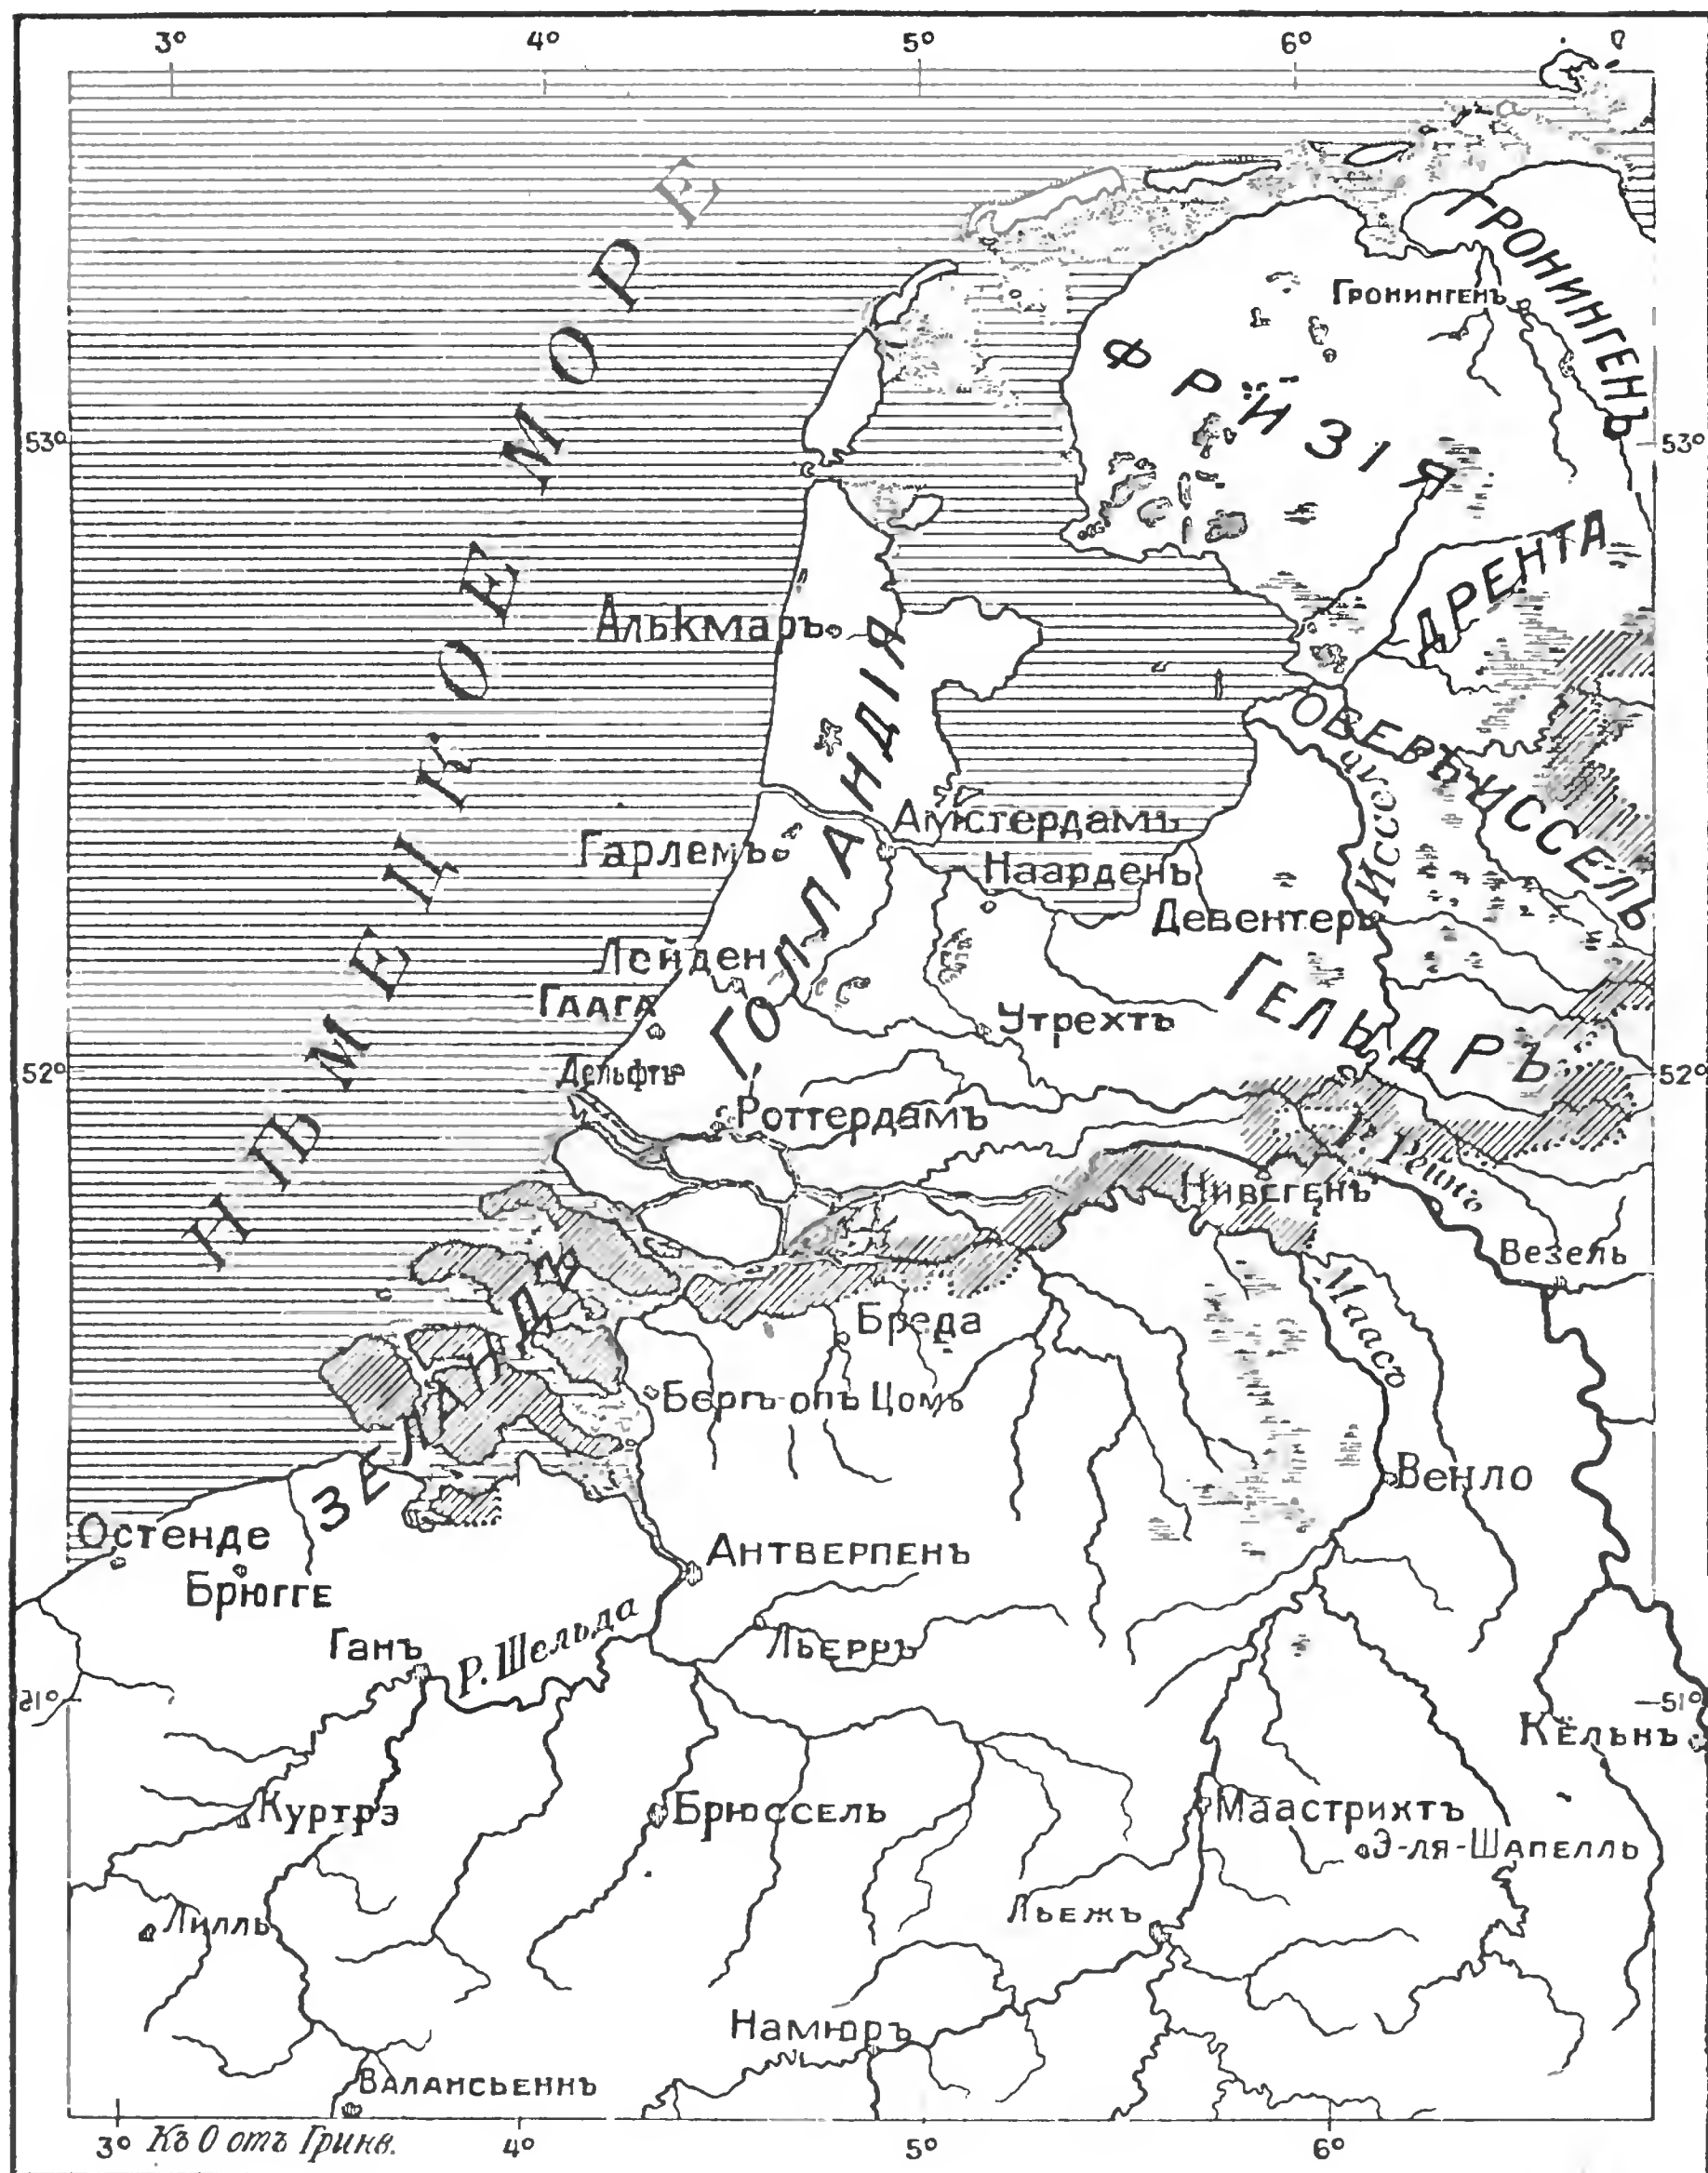 3° 4° 5° 6°
НѢМЕЦКОЕ МОРЕ
ГРОНИНГЕНЪ
Гронингенъ
ФРИЗІЯ
53° 53°
ДРЕНТА
Алькмаръ
ГОЛЛАНДІЯ
ОВЕРЪ-ИССЕЛЬ
Амстердамъ
Гарлемъ
Наарденъ
Девентеръ
Лейден
Гаага
ГЕЛЬДРЪ
Утрехтъ
Дельфтъ
52° 52°
Роттердамъ
Р. Реинъ
Нивегенъ
Везель
Маасъ
Бреда
ЗЕЛАНДІЯ
Бергъ-опъ Цомъ
Венло
Остенде
Антверпенъ
Брюгге
Ганъ
Р. Шельда
Льерръ
51° 51°
Кёльнъ
Куртрэ
Брюссель
Маастрихтъ
Э-ля-Шапелль
Лилль
Льежъ
Намюръ
Валансьеннъ
3° Къ О отъ Гринв. 4° 5° 6°